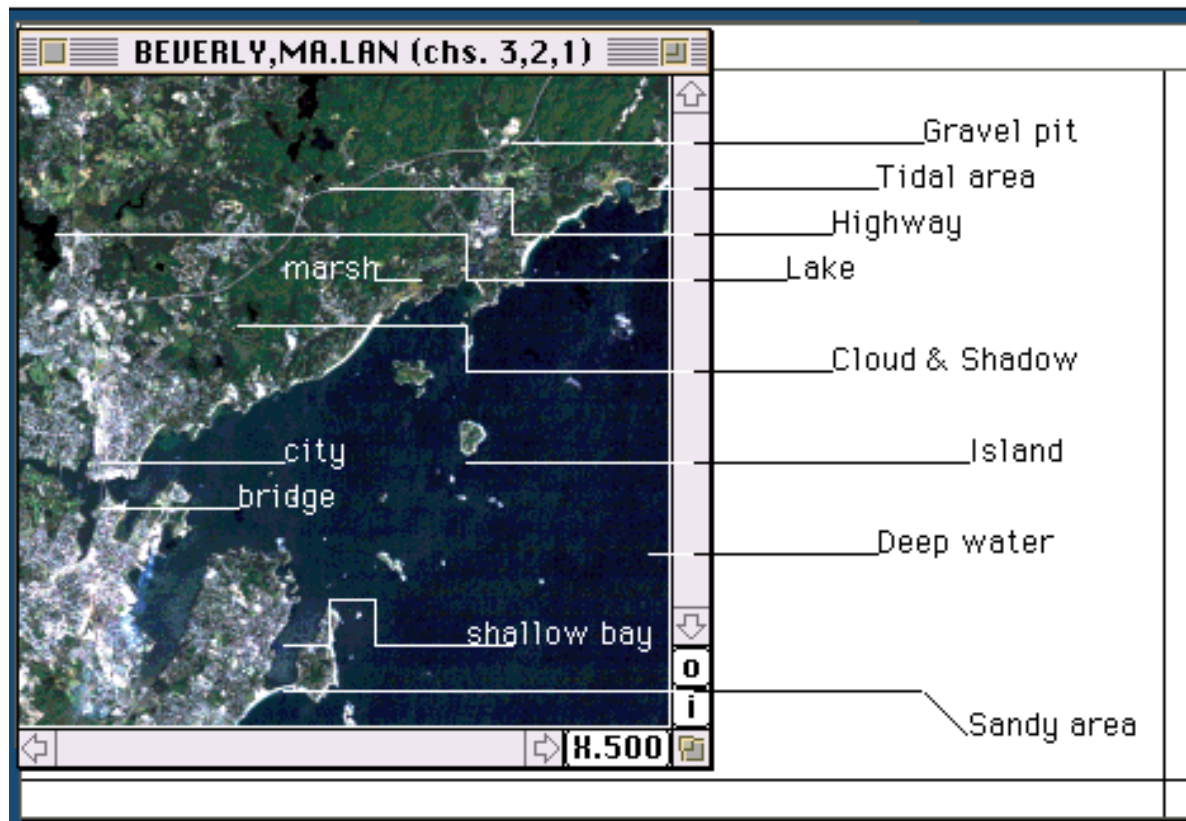 BEVERLY,MA.LAN (chs. 3,2,1)
Gravel pit
Tidal area
Highway
marsh
Lake
Cloud & Shadow
city
Island
bridge
Deep water
shallow bay
o
i
Sandy area
X.500